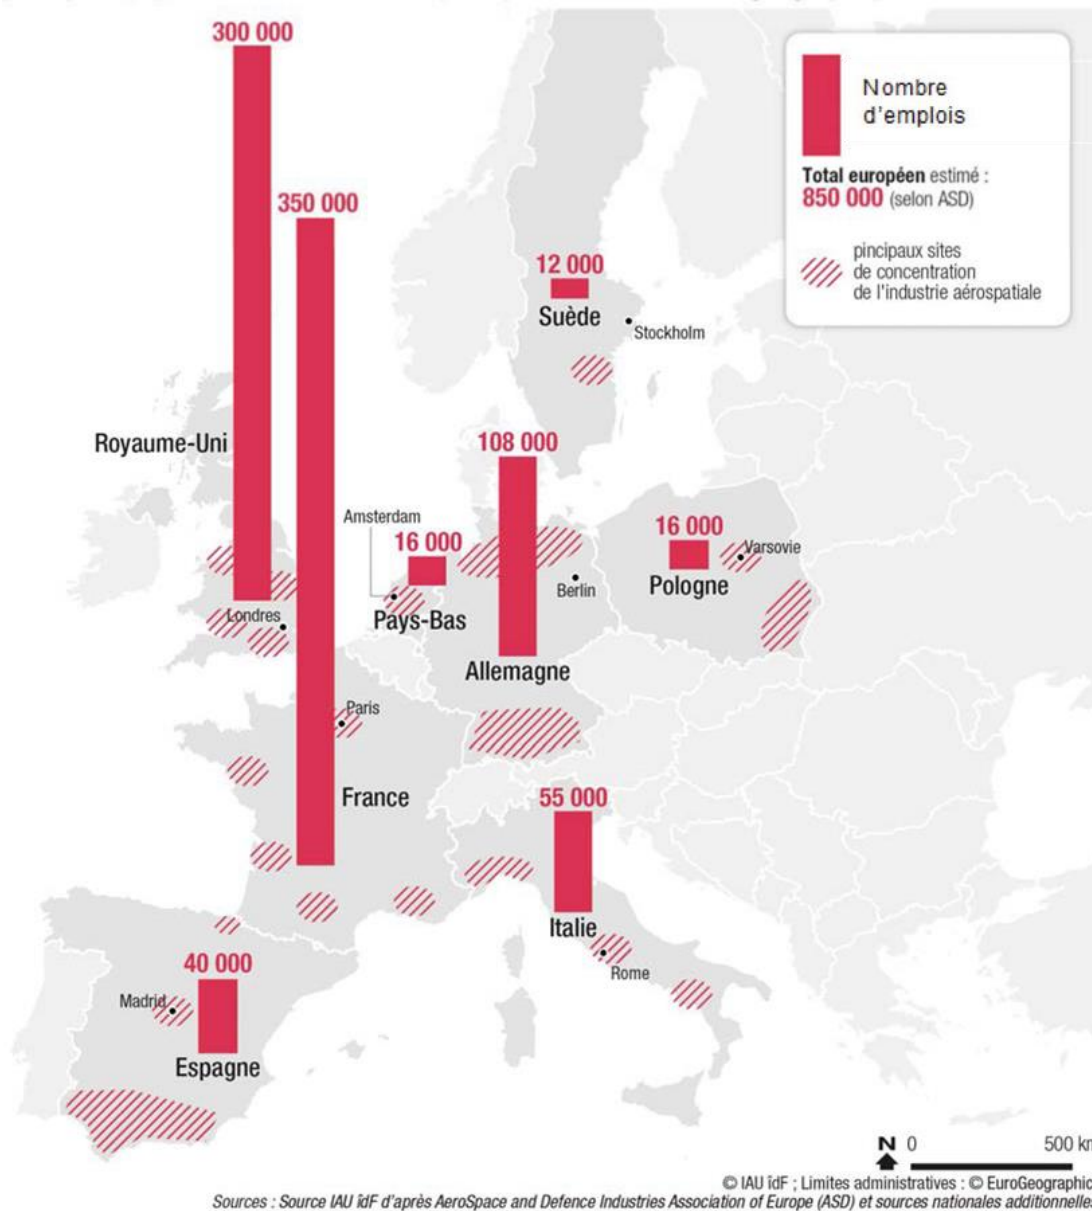 300 000
Nombre
d'emplois
Total européen estimé :
850 000 (selon ASD)
pincipaux sites
de concentration
de l'industrie aérospatiale
350 000
12 000
Suède
Stockholm
Royaume-Uni
108 000
Amsterdam
16 000
16 000
Varsovie
Berlin
Pologne
Londres
Pays-Bas
Allemagne
Paris
France
55 000
Italie
Rome
40 000
Madrid
Espagne
N 0 500 km
© IAU îdF ; Limites administratives : © EuroGeographic
Sources : Source IAU îdF d'après AeroSpace and Defence Industries Association of Europe (ASD) et sources nationales additionnelle